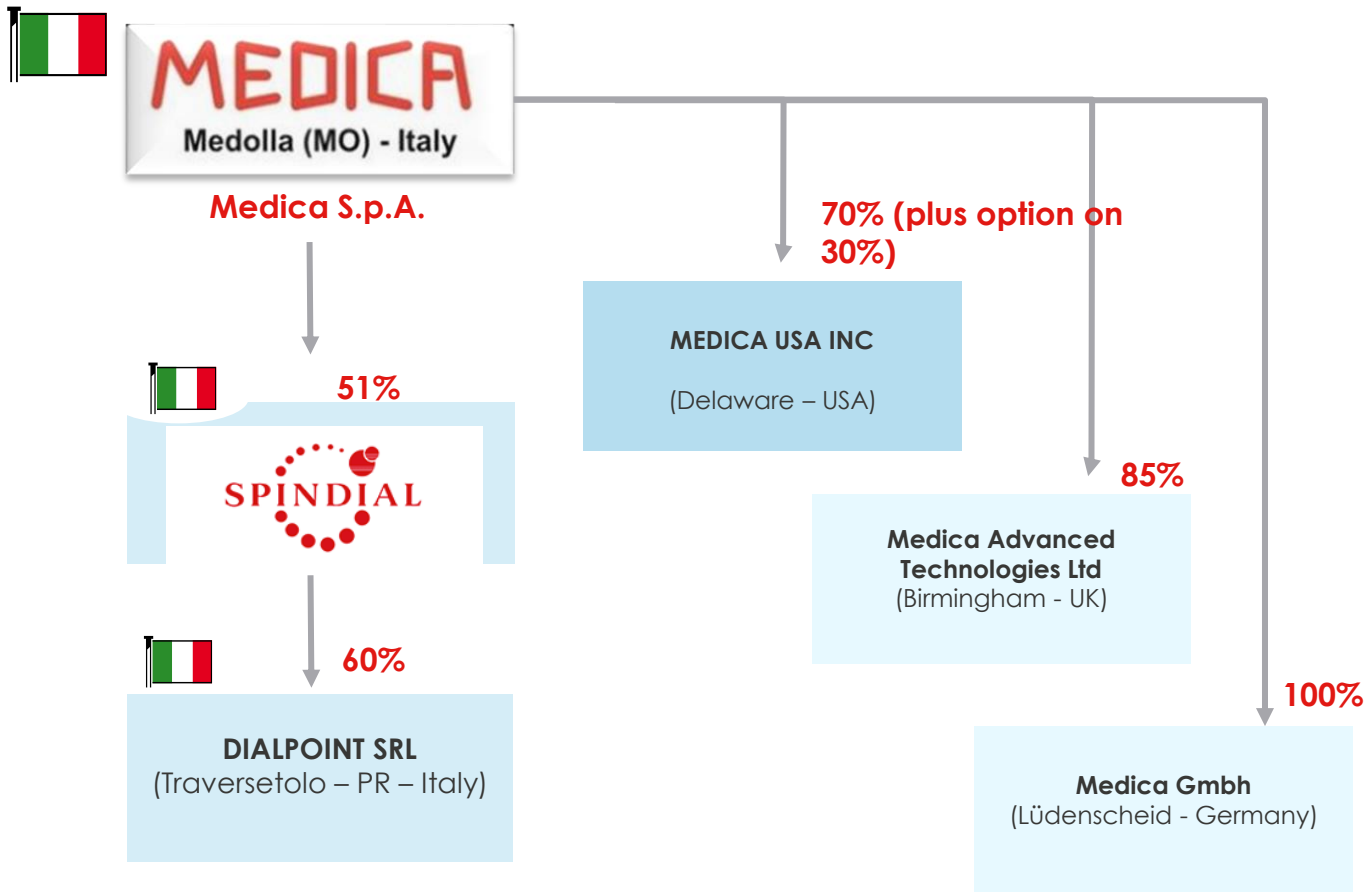 MEDICA
Medolla (MO) - Italy
Medica S.p.A.
70% (plus option on
30%)
MEDICA USA INC
(Delaware – USA)
51%
SPINDIAL
85%
Medica Advanced
Technologies Ltd
(Birmingham - UK)
60%
DIALPOINT SRL
(Traversetolo – PR – Italy)
100%
Medica Gmbh
(Lüdenscheid - Germany)